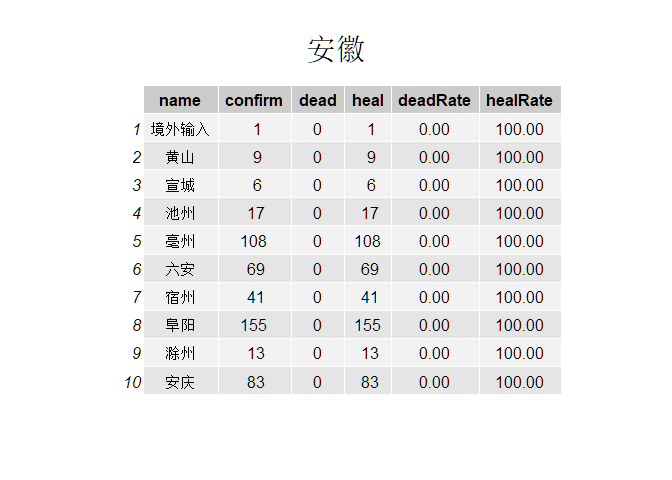 安徽
name confirm dead heal deadRate healRate
1 境外输入 1 0 1 0.00 100.00
2 黄山 9 0 9 0.00 100.00
3 宣城 6 0 6 0.00 100.00
4 池州 17 0 17 0.00 100.00
5 亳州 108 0 108 0.00 100.00
6 六安 69 0 69 0.00 100.00
7 宿州 41 0 41 0.00 100.00
8 阜阳 155 0 155 0.00 100.00
9 滁州 13 0 13 0.00 100.00
10 安庆 83 0 83 0.00 100.00